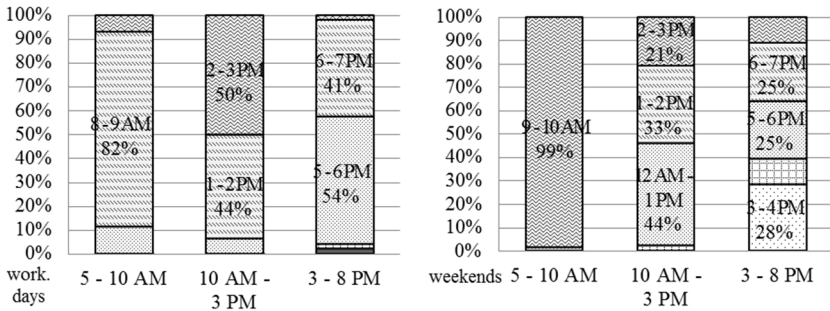 100%
90%
80%
70%
60%
50%
40%
30%
20%
10%
0%
8-9AM
82%
2-3PM
50%
1-2PM
44%
6-7PM
41%
5-6PM
54%
work.
days
5 - 10 AM
10 AM -
3 PM
3 - 8 PM
100%
90%
80%
70%
60%
50%
40%
30%
20%
10%
0%
9-10AM
99%
2-3PM
21%
1-2PM
33%
12AM-
1PM
44%
6-7PM
25%
5-6PM
25%
3-4PM
28%
weekends
5 - 10 AM
10 AM -
3 PM
3 - 8 PM